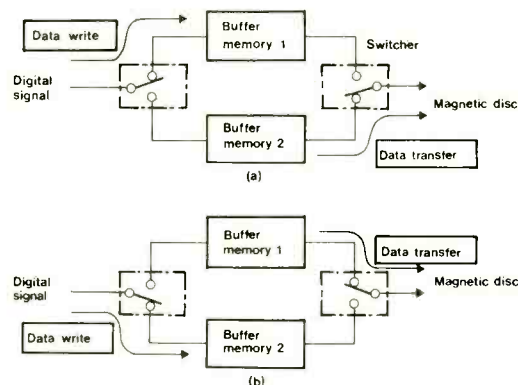 Data write
Buffer
memory 1
Switcher
Digital
signal
Magnetic disc
Buffer
memory 2
Data transfer
(a)
Buffer
memory 1
Data transfer
Digital
signal
Magnetic disc
Data write
Buffer
memory 2
(b)